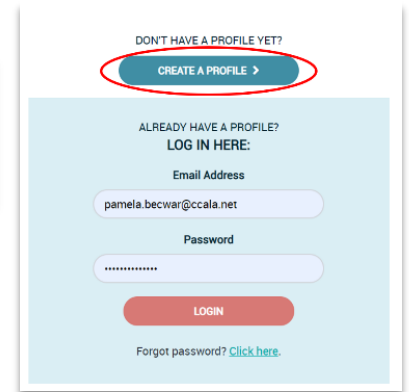 DON'T HAVE A PROFILE YET?
CREATE A PROFILE >
ALREADY HAVE A PROFILE?
LOG IN HERE:
Email Address
pamela.becwar@ccala.net
Password
••••••••••••••
LOGIN
Forgot password? Click here.